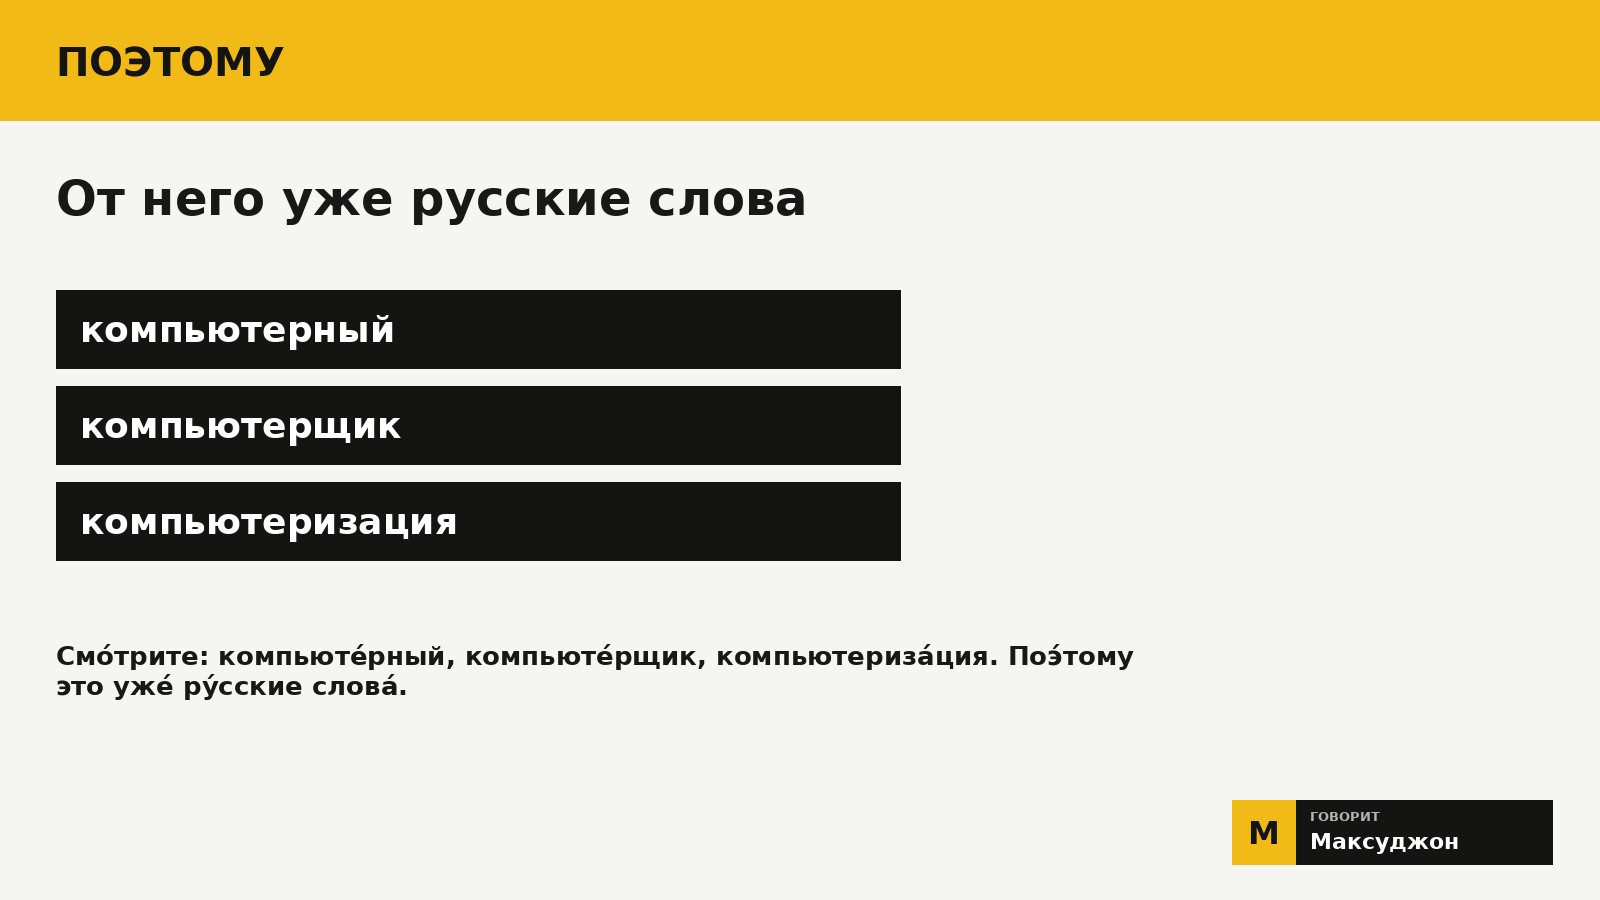 ПОЭТОМУ
От него уже русские слова
компьютерный
компьютерщик
компьютеризация
Смо́трите: компьюте́рный, компьюте́рщик, компьютериза́ция. Поэ́тому
это уже́ ру́сские слова́.
М
ГОВОРИТ
Максуджон